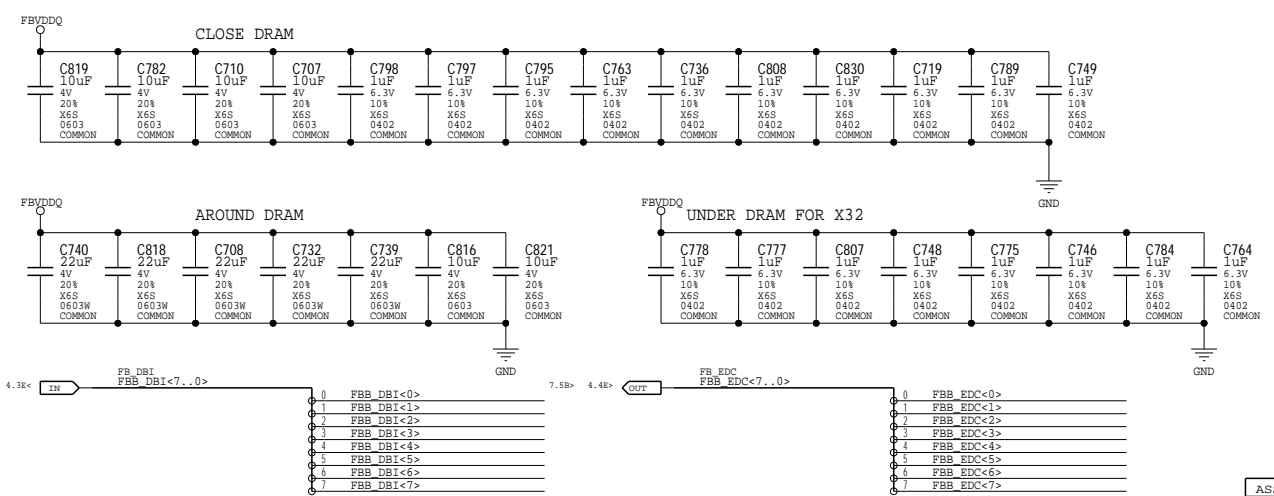 FBVDDQ
CLOSE DRAM
C819 C782 C710 C707 C798 C797 C795 C763 C736 C808 C830 C719 C789 C749
10uF 10uF 10uF 10uF 1uF 1uF 1uF 1uF 1uF 1uF 1uF 1uF 1uF 1uF
4V 4V 4V 4V 6.3V 6.3V 6.3V 6.3V 6.3V 6.3V 6.3V 6.3V 6.3V 6.3V
20% 20% 20% 20% 10% 10% 10% 10% 10% 10% 10% 10% 10% 10%
X6S X6S X6S X6S X6S X6S X6S X6S X6S X6S X6S X6S X6S X6S
0603 0603 0603 0603 0402 0402 0402 0402 0402 0402 0402 0402 0402 0402
COMMON COMMON COMMON COMMON COMMON COMMON COMMON COMMON COMMON COMMON COMMON COMMON COMMON COMMON
GND
FBVDDQ
AROUND DRAM
C740 C818 C708 C732 C739 C816 C821
22uF 22uF 22uF 22uF 22uF 10uF 10uF
4V 4V 4V 4V 4V 4V 4V
20% 20% 20% 20% 20% 20% 20%
X6S X6S X6S X6S X6S X6S X6S
0603W 0603W 0603W 0603W 0603W 0603 0603
COMMON COMMON COMMON COMMON COMMON COMMON COMMON
GND
FBVDDQ
UNDER DRAM FOR X32
C778 C777 C807 C748 C775 C746 C784 C764
1uF 1uF 1uF 1uF 1uF 1uF 1uF 1uF
6.3V 6.3V 6.3V 6.3V 6.3V 6.3V 6.3V 6.3V
10% 10% 10% 10% 10% 10% 10% 10%
X6S X6S X6S X6S X6S X6S X6S X6S
0402 0402 0402 0402 0402 0402 0402 0402
COMMON COMMON COMMON COMMON COMMON COMMON COMMON COMMON
GND
FB_DBI
4.3E< IN FBB_DBI<7..0>
0 FBB_DBI<0>
1 FBB_DBI<1>
2 FBB_DBI<2>
3 FBB_DBI<3>
4 FBB_DBI<4>
5 FBB_DBI<5>
6 FBB_DBI<6>
7 FBB_DBI<7>
FB_EDC
7.5B> 4.4E> OUT FBB_EDC<7..0>
0 FBB_EDC<0>
1 FBB_EDC<1>
2 FBB_EDC<2>
3 FBB_EDC<3>
4 FBB_EDC<4>
5 FBB_EDC<5>
6 FBB_EDC<6>
7 FBB_EDC<7>